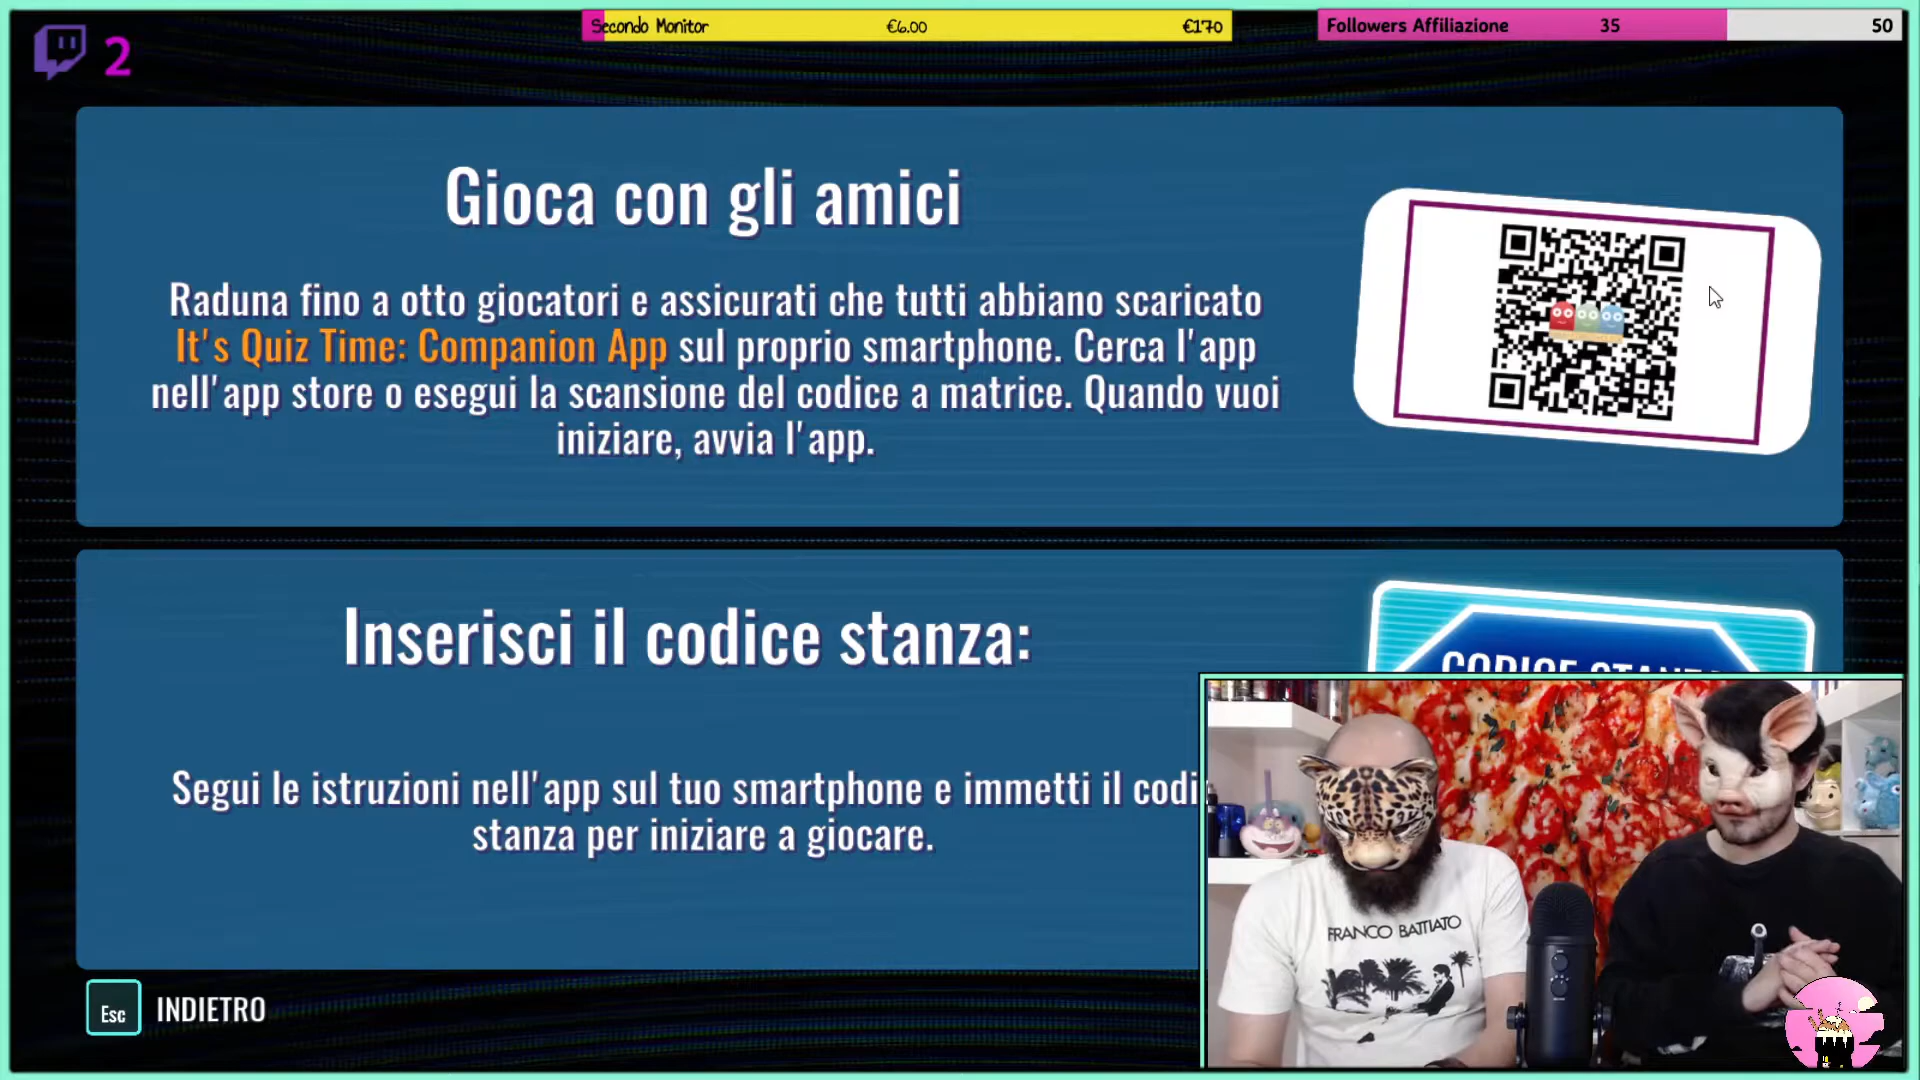 2
Secondo Monitor €6.00 €170
Followers Affiliazione 35 50
Gioca con gli amici
Raduna fino a otto giocatori e assicurati che tutti abbiano scaricato
It's Quiz Time: Companion App sul proprio smartphone. Cerca l'app
nell'app store o esegui la scansione del codice a matrice. Quando vuoi
iniziare, avvia l'app.
Inserisci il codice stanza:
Segui le istruzioni nell'app sul tuo smartphone e immetti il codi
stanza per iniziare a giocare.
CODICE STANZ
FRANCO BATTIATO
Esc INDIETRO